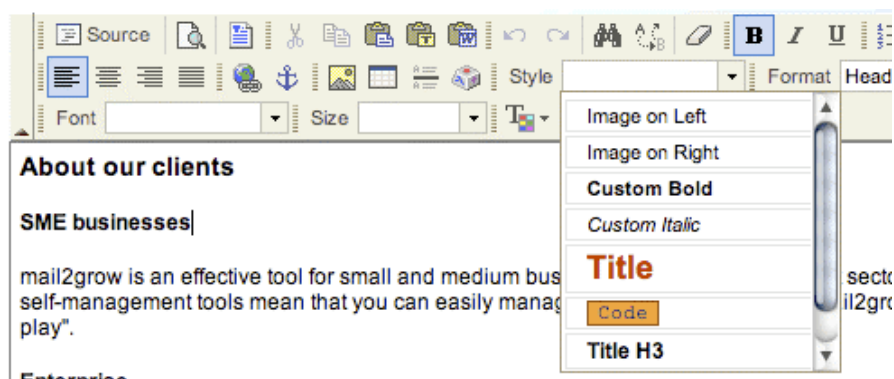 Source B I U
Style Format Head
Font Size
Image on Left
Image on Right
Custom Bold
Custom Italic
Title
Code
Title H3
About our clients
SME businesses
mail2grow is an effective tool for small and medium bus
self-management tools mean that you can easily manag
play".
Enterprise